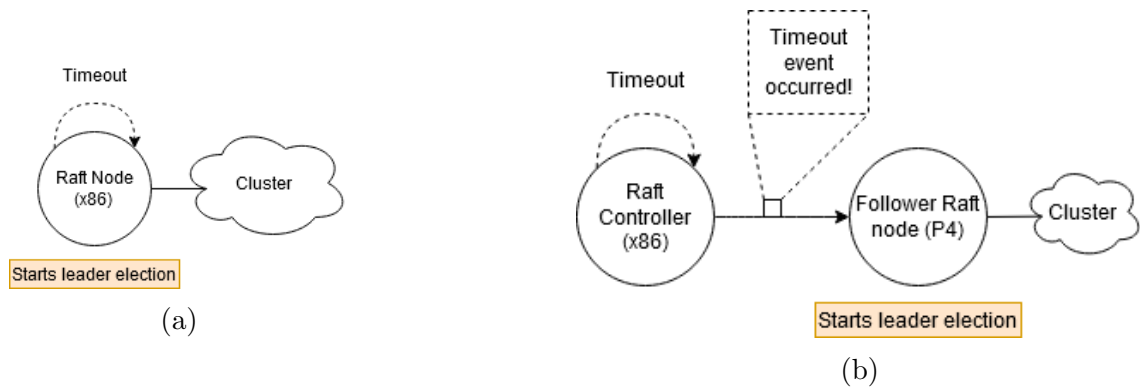 Timeout
Raft Node
(x86)
Cluster
Starts leader election
(a)
Timeout
event
occurred!
Timeout
Raft
Controller
(x86)
Follower Raft
node (P4)
Cluster
Starts leader election
(b)